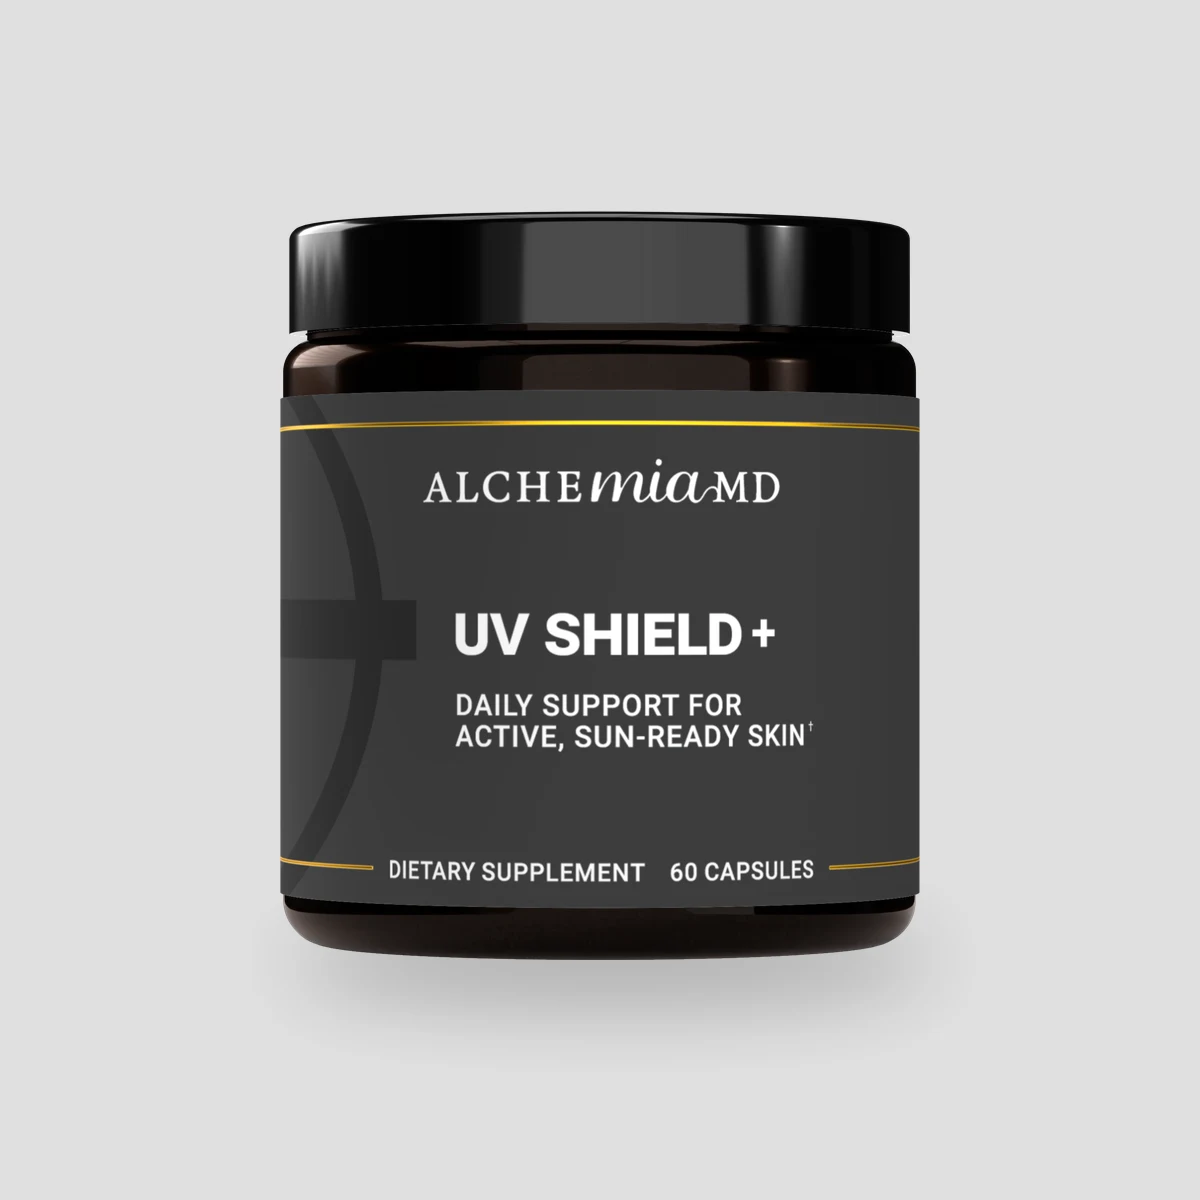 ALCHEmiaMD
UV SHIELD+
DAILY SUPPORT FOR
ACTIVE, SUN-READY SKIN†
DIETARY SUPPLEMENT 60 CAPSULES